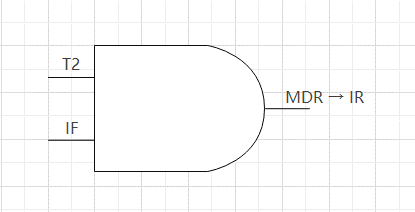 T2
IF
MDR → IR